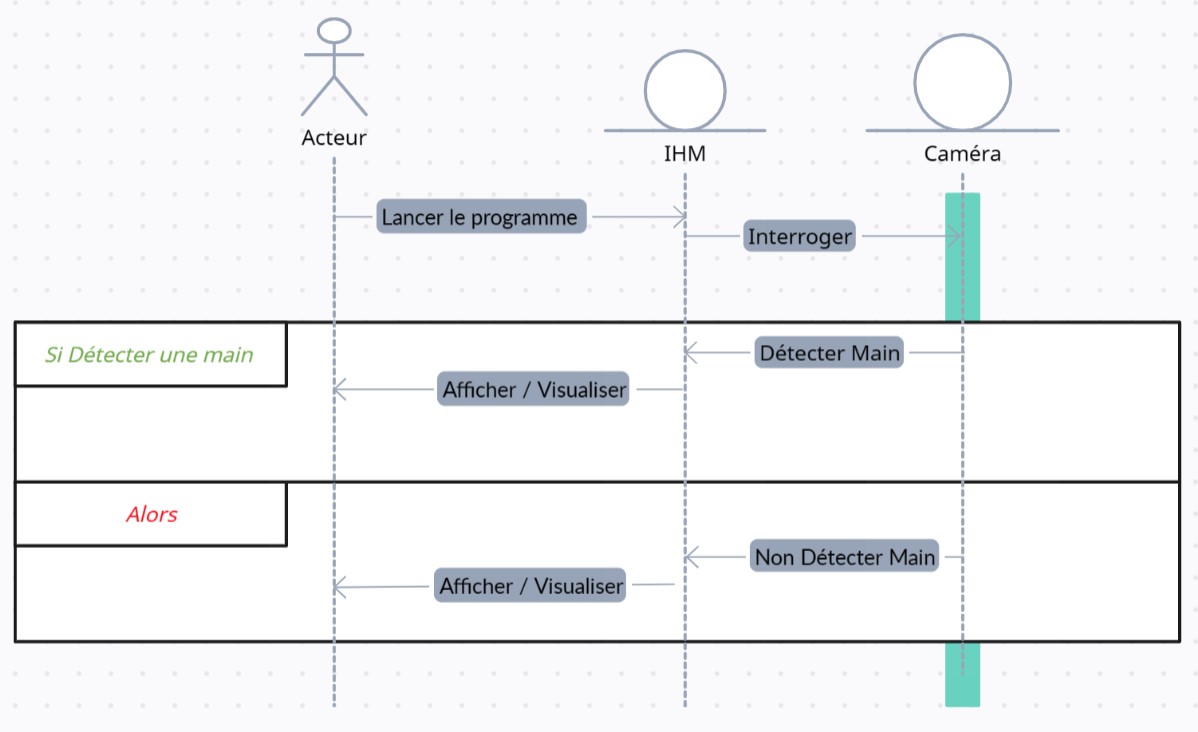 Acteur
IHM
Caméra
Lancer le programme
Interroger
Si Détecter une main
Détecter Main
Afficher / Visualiser
Alors
Non Détecter Main
Afficher / Visualiser